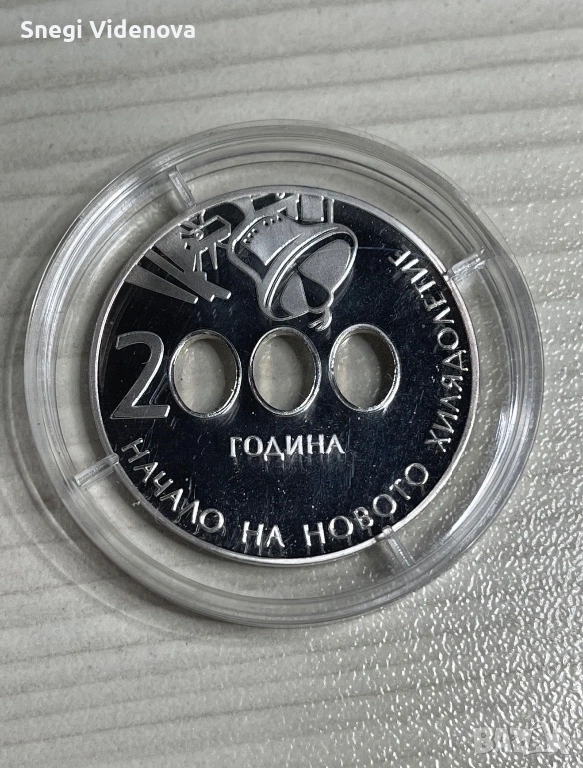 Snegi Videnova
2000
ГОДИНА
НАЧАЛО НА НОВОТО ХИЛЯДОЛЕТИЕ